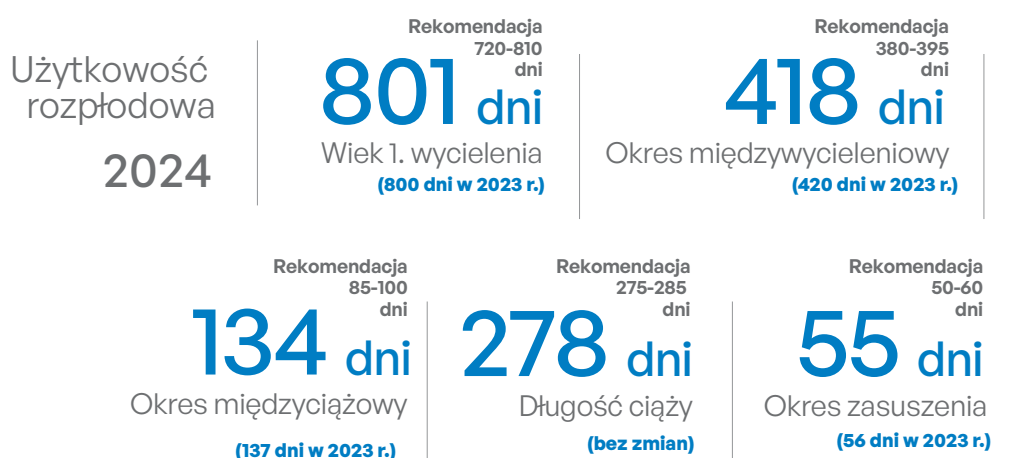 Użytkowość
rozpłodowa
2024
Rekomendacja
720-810
dni
801 dni
Wiek 1. wycielenia
(800 dni w 2023 r.)
Rekomendacja
380-395
dni
418 dni
Okres międzywycieleniowy
(420 dni w 2023 r.)
Rekomendacja
85-100
dni
134 dni
Okres międzyciążowy
(137 dni w 2023 r.)
Rekomendacja
275-285
dni
278 dni
Długość ciąży
(bez zmian)
Rekomendacja
50-60
dni
55 dni
Okres zasuszenia
(56 dni w 2023 r.)